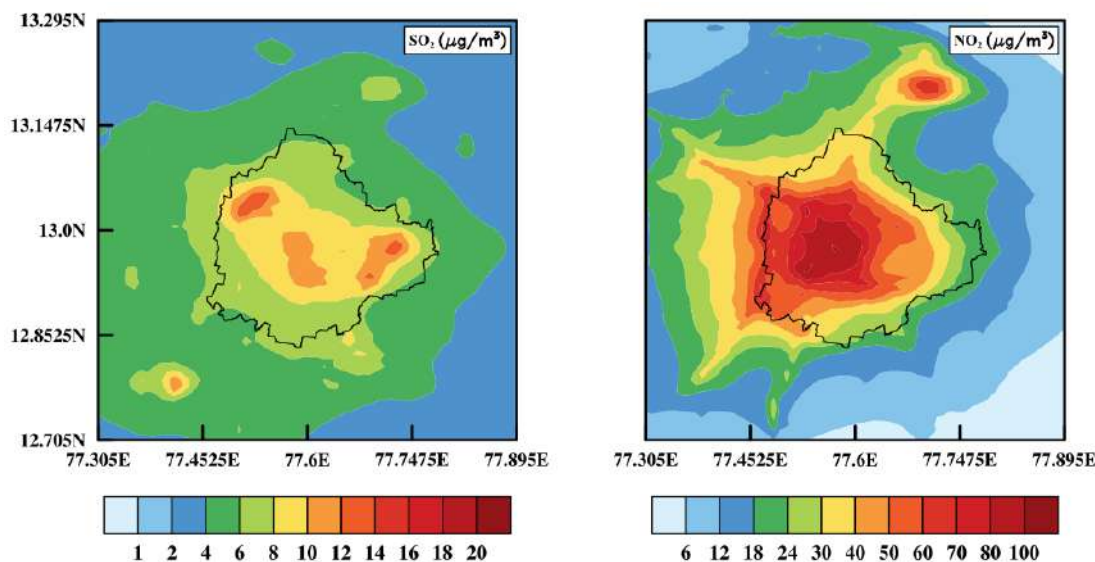 13.295N
13.1475N
13.0N
12.8525N
12.705N
SO₂ (μg/m³)
77.305E 77.4525E 77.6E 77.7475E 77.895E
1 2 4 6 8 10 12 14 16 18 20
NO₂ (μg/m³)
77.305E 77.4525E 77.6E 77.7475E 77.895E
6 12 18 24 30 40 50 60 70 80 100